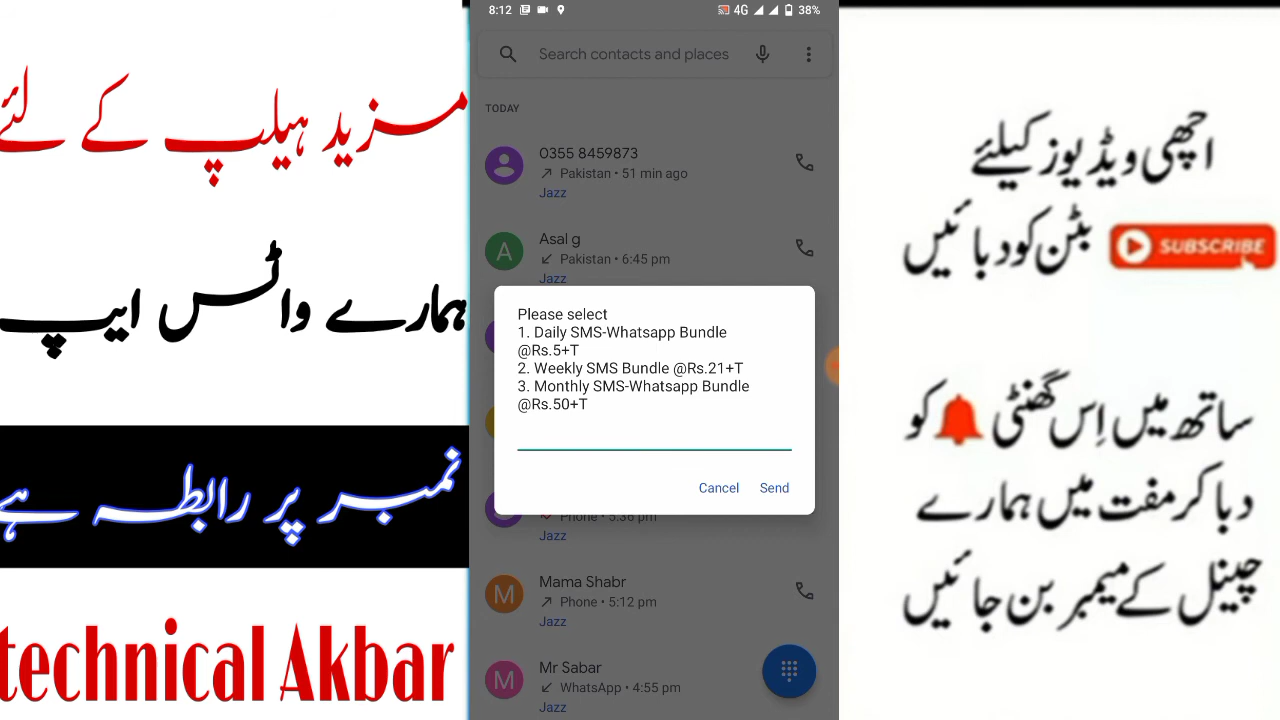 مزید ہیلپ کے لئے
ہمارے واٹس ایپ
نمبر پر رابطہ ہے
technical Akbar
8:12
4G
38%
Search contacts and places
TODAY
0355 8459873
Pakistan • 51 min ago
Jazz
A
Asal g
Pakistan • 6:45 pm
Jazz
Please select
1. Daily SMS-Whatsapp Bundle
@Rs.5+T
2. Weekly SMS Bundle @Rs.21+T
3. Monthly SMS-Whatsapp Bundle
@Rs.50+T
Cancel
Send
Phone • 5:36 pm
Jazz
M
Mama Shabr
Phone • 5:12 pm
Jazz
M
Mr Sabar
WhatsApp • 4:55 pm
Jazz
اچھی ویڈیوز کیلئے
بٹن کو دبائیں
SUBSCRIBE
ساتھ میں اِس گھنٹی کو
دبا کر مفت میں ہمارے
چینل کے میمبر بن جائیں